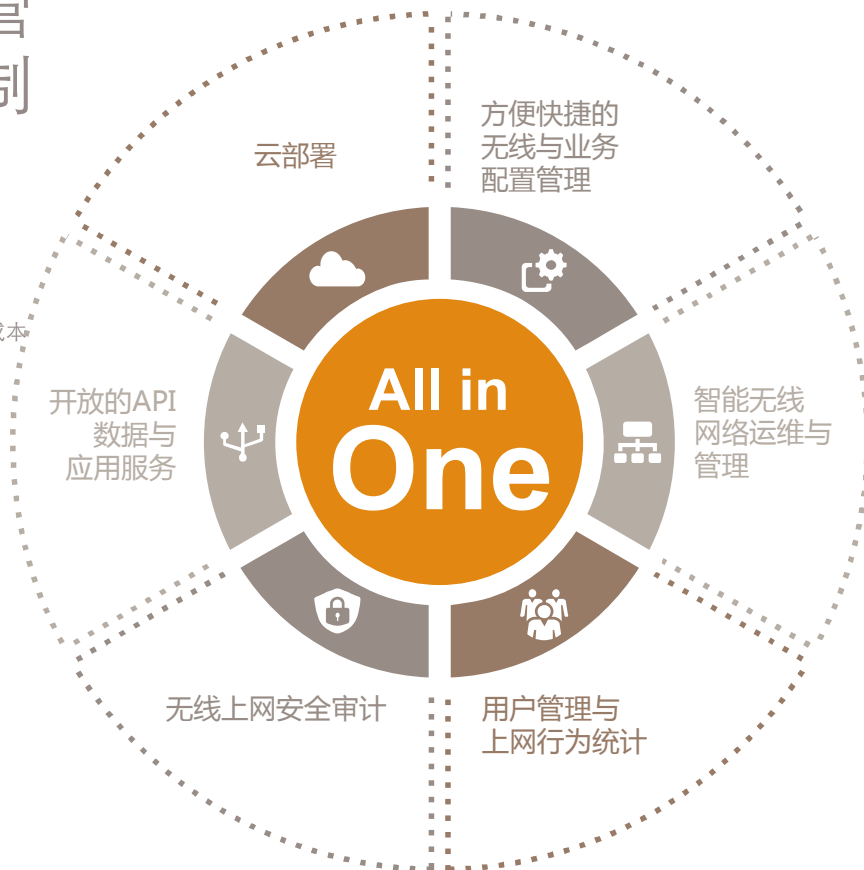 制
本
云部署
方便快捷的
无线与业务
配置管理
开放的API
数据与
应用服务
All in
One
智能无线
网络运维与
管理
无线上网安全审计
用户管理与
上网行为统计